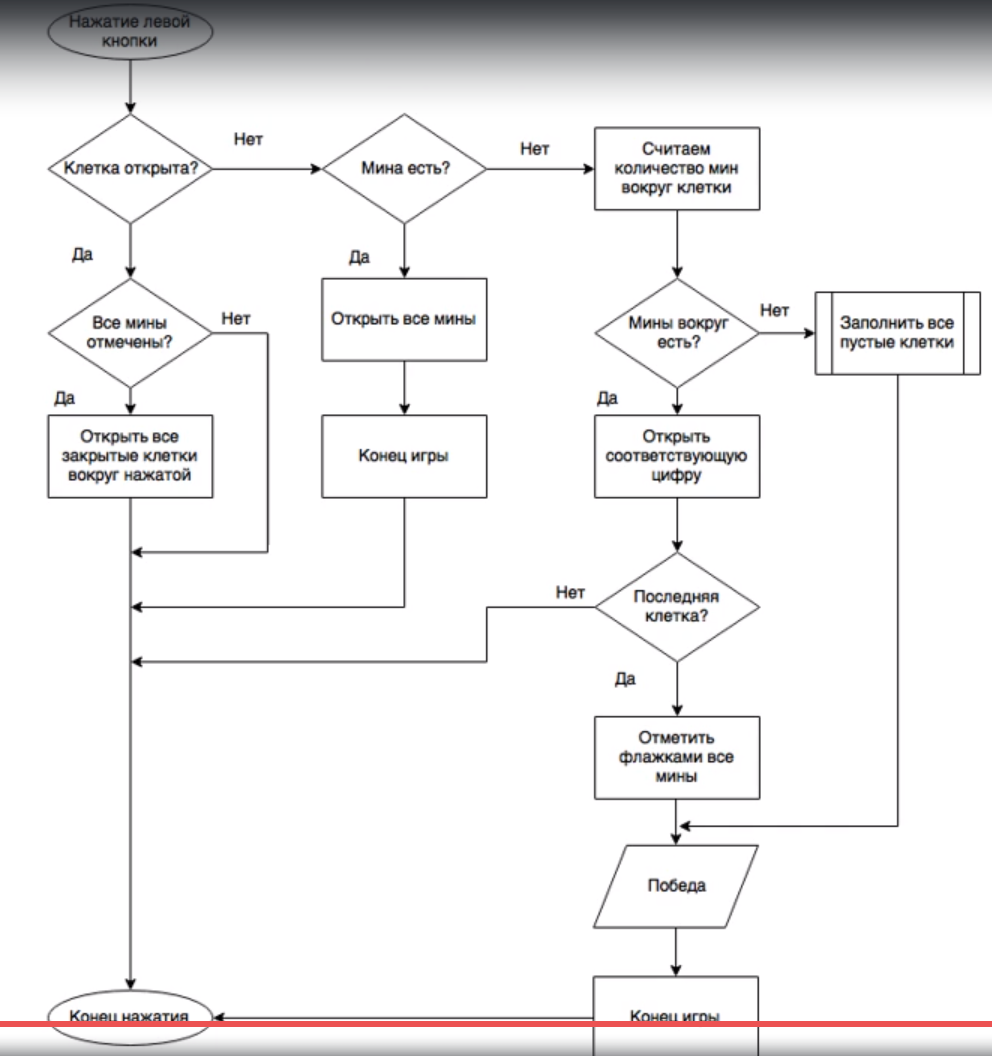 Нажатие левой
кнопки
Клетка открыта?
Нет
Мина есть?
Нет
Считаем
количество мин
вокруг клетки
Да
Да
Все мины
отмечены?
Нет
Открыть все мины
Мины вокруг
есть?
Нет
Заполнить все
пустые клетки
Да
Открыть все
закрытые клетки
вокруг нажатой
Конец игры
Да
Открыть
соответствующую
цифру
Нет
Последняя
клетка?
Да
Отметить
флажками все
мины
Победа
Конец нажатия
Конец игры